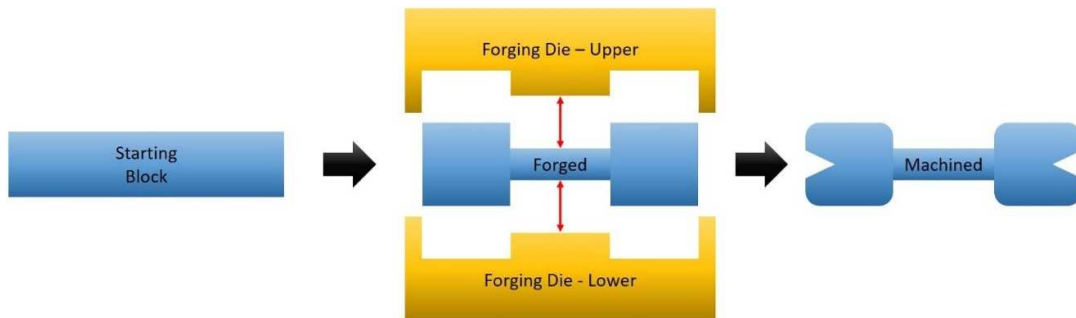 Starting
Block
Forging Die – Upper
Forged
Forging Die - Lower
Machined